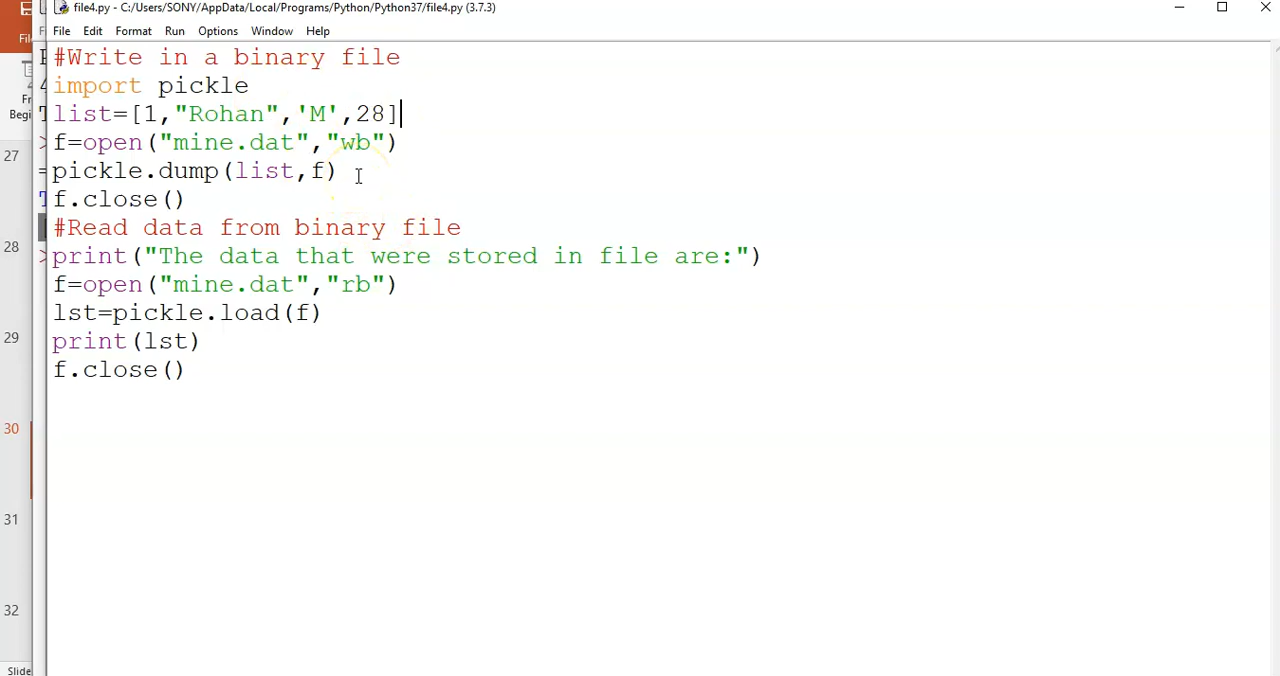 file4.py - C:/Users/SONY/AppData/Local/Programs/Python/Python37/file4.py (3.7.3)
File Edit Format Run Options Window Help
#Write in a binary file
import pickle
list=[1,"Rohan",'M',28]
f=open("mine.dat","wb")
pickle.dump(list,f)
f.close()
#Read data from binary file
print("The data that were stored in file are:")
f=open("mine.dat","rb")
lst=pickle.load(f)
print(lst)
f.close()
27
28
29
30
31
32
Slide